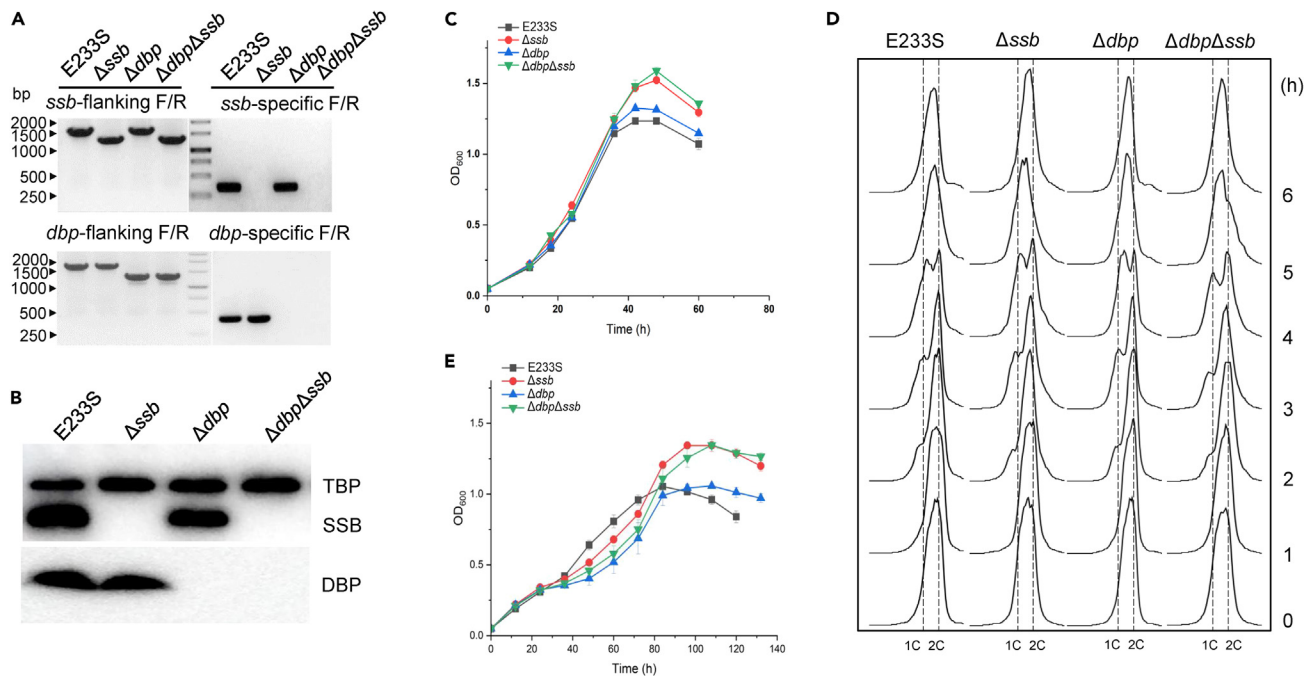 A
E233S
Δssb
Δdbp
ΔdbpΔssb
E233S
Δssb
Δdbp
ΔdbpΔssb
bp
ssb-flanking F/R
ssb-specific F/R
2000
1500
1000
500
250
dbp-flanking F/R
dbp-specific F/R
2000
1500
1000
500
250
B
E233S
Δssb
Δdbp
ΔdbpΔssb
TBP
SSB
DBP
C
E233S
Δssb
Δdbp
ΔdbpΔssb
OD600
1.5
1.0
0.5
0.0
0 20 40 60 80
Time (h)
E
E233S
Δssb
Δdbp
ΔdbpΔssb
OD600
1.5
1.0
0.5
0.0
0 20 40 60 80 100 120 140
Time (h)
D
E233S Δssb Δdbp ΔdbpΔssb
(h)
6
5
4
3
2
1
0
1C 2C 1C 2C 1C 2C 1C 2C